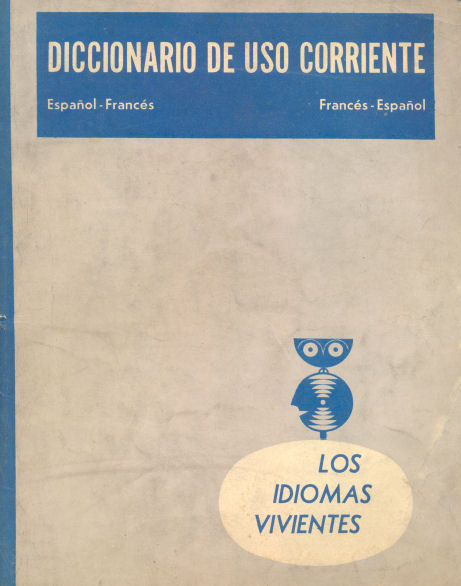 DICCIONARIO DE USO CORRIENTE
Español - Francés
Francés - Español
LOS
IDIOMAS
VIVIENTES